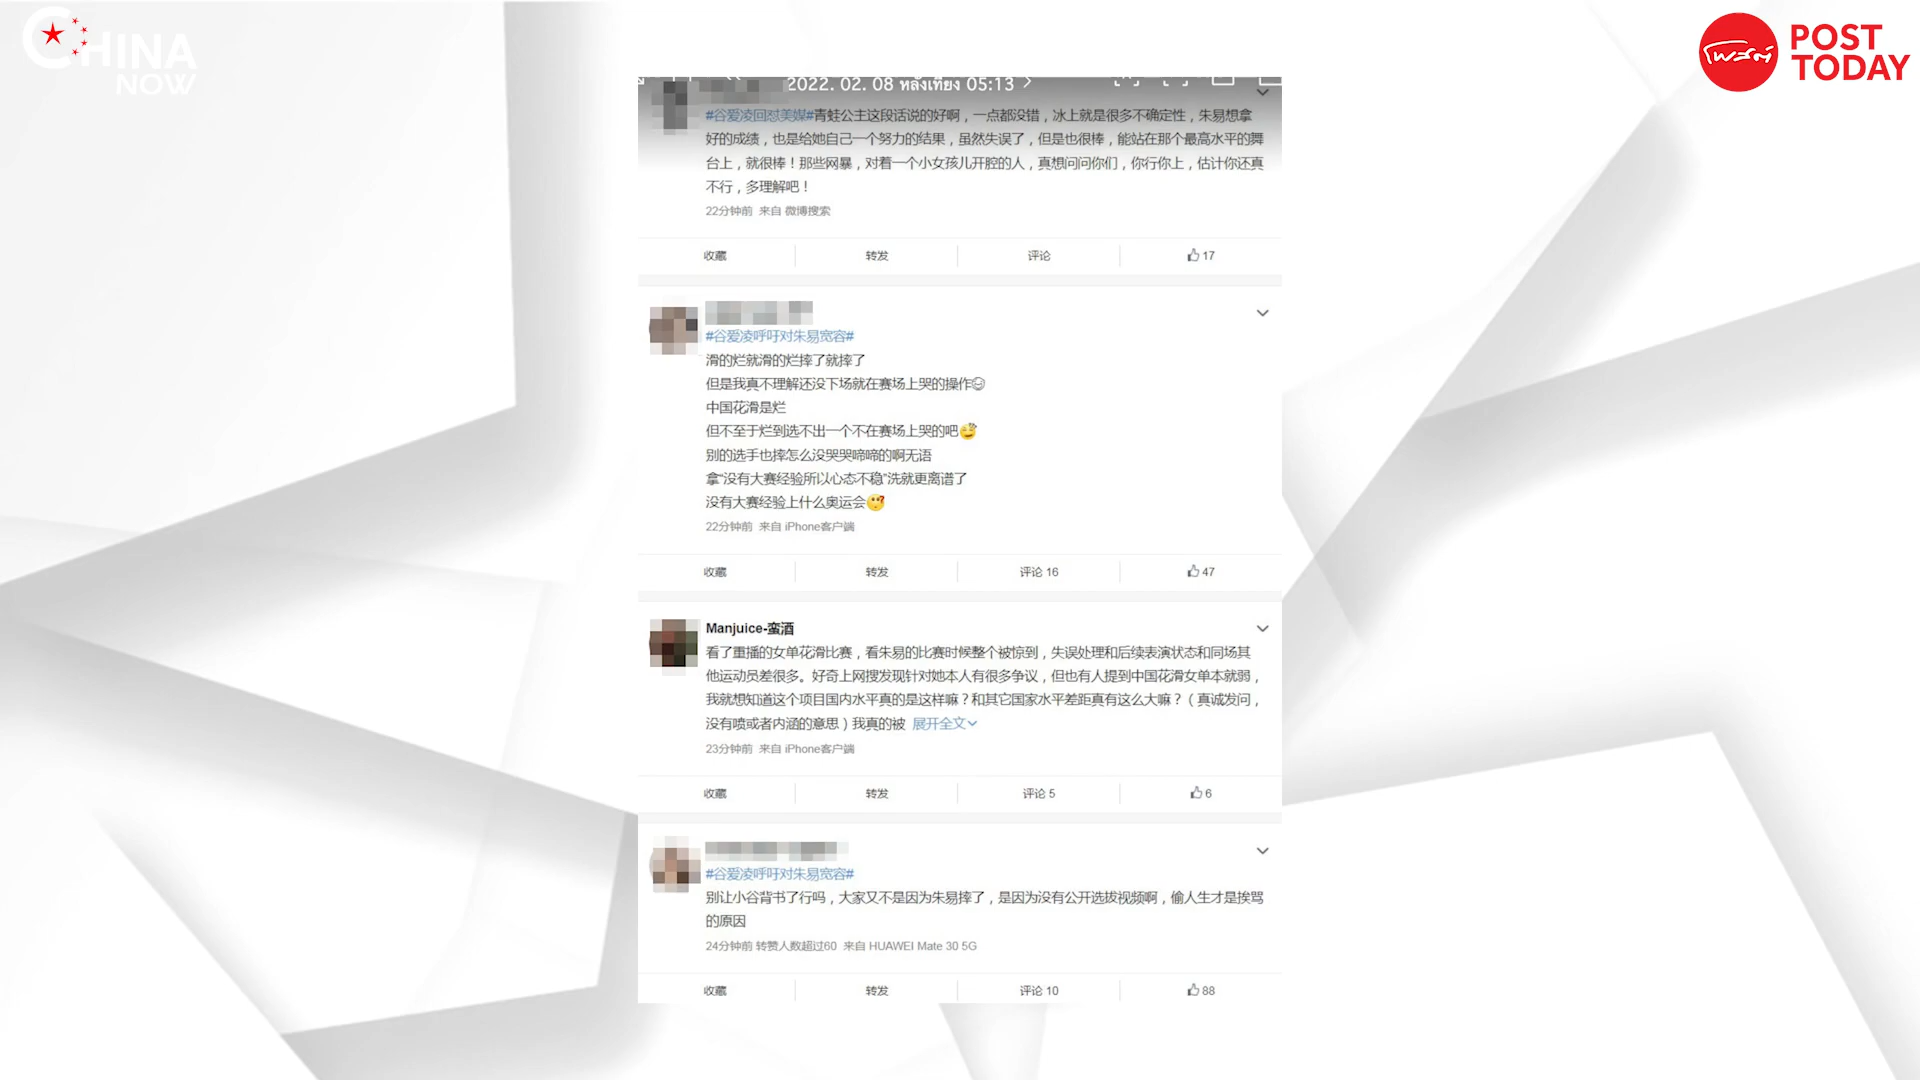 CHINA
NOW
โพสต์
POST
TODAY
2022. 02. 08 หลังเที่ยง 05:13
#谷爱凌回怼美媒#青蛙公主这段话说的好啊，一点都没错，冰上就是很多不确定性，朱易想拿
好的成绩，也是给她自己一个努力的结果，虽然失误了，但是也很棒，能站在那个最高水平的舞
台上，就很棒！那些网暴，对着一个小女孩儿开腔的人，真想问问你们，你行你上，估计你还真
不行，多理解吧！
22分钟前 来自 微博搜索
收藏 转发 评论 17
#谷爱凌呼吁对朱易宽容#
滑的烂就滑的烂摔了就摔了
但是我真不理解还没下场就在赛场上哭的操作
中国花滑是烂
但不至于烂到选不出一个不在赛场上哭的吧
别的选手也摔怎么没哭哭啼啼的啊无语
拿“没有大赛经验所以心态不稳”洗就更离谱了
没有大赛经验上什么奥运会
22分钟前 来自 iPhone客户端
收藏 转发 评论 16 47
Manjuice-蛮酒
看了重播的女单花滑比赛，看朱易的比赛时候整个被惊到，失误处理和后续表演状态和同场其
他运动员差很多。好奇上网搜发现针对她本人有很多争议，但也有人提到中国花滑女单本就弱，
我就想知道这个项目国内水平真的是这样嘛？和其它国家水平差距真有这么大嘛？（真诚发问，
没有喷或者内涵的意思）我真的被 展开全文
23分钟前 来自 iPhone客户端
收藏 转发 评论 5 6
#谷爱凌呼吁对朱易宽容#
别让小谷背书了行吗，大家又不是因为朱易摔了，是因为没有公开选拔视频啊，偷人生才是挨骂
的原因
24分钟前 转赞人数超过60 来自 HUAWEI Mate 30 5G
收藏 转发 评论 10 88